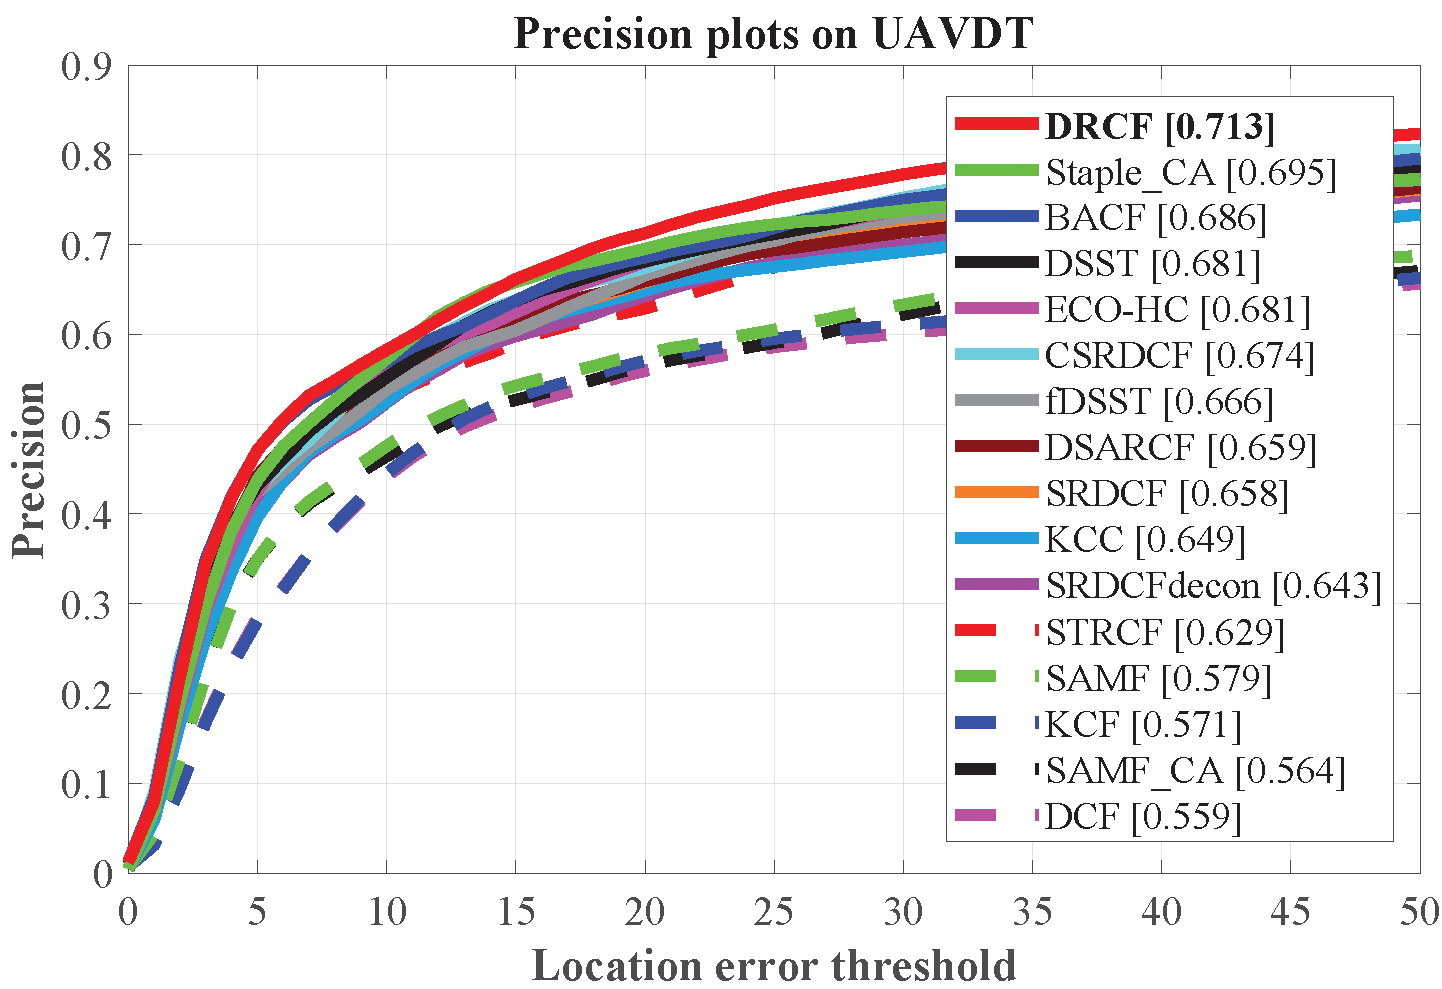 Precision plots on UAVDT
0.9
0.8
0.7
0.6
0.5
0.4
0.3
0.2
0.1
0
Precision
DRCF [0.713]
Staple_CA [0.695]
BACF [0.686]
DSST [0.681]
ECO-HC [0.681]
CSRDCF [0.674]
fDSST [0.666]
DSARCF [0.659]
SRDCF [0.658]
KCC [0.649]
SRDCFdecon [0.643]
STRCF [0.629]
SAMF [0.579]
KCF [0.571]
SAMF_CA [0.564]
DCF [0.559]
0 5 10 15 20 25 30 35 40 45 50
Location error threshold